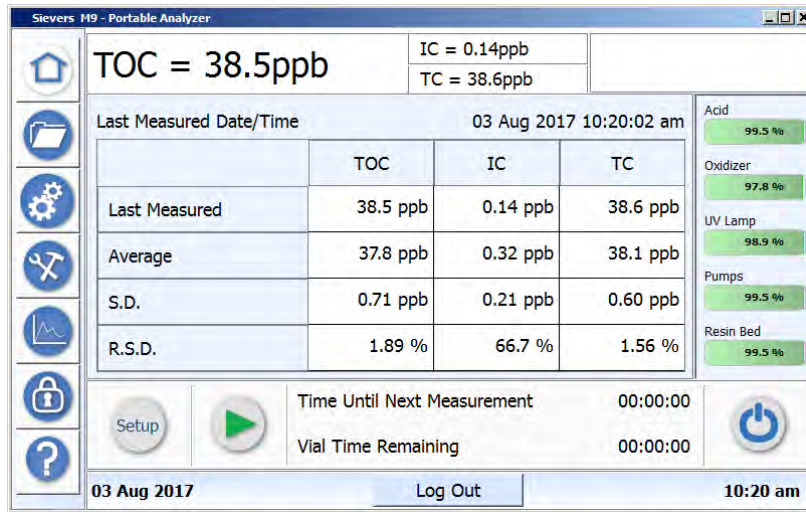 Sievers M9 - Portable Analyzer
TOC = 38.5ppb
IC = 0.14ppb
TC = 38.6ppb
Last Measured Date/Time 03 Aug 2017 10:20:02 am
TOC IC TC
Last Measured 38.5 ppb 0.14 ppb 38.6 ppb
Average 37.8 ppb 0.32 ppb 38.1 ppb
S.D. 0.71 ppb 0.21 ppb 0.60 ppb
R.S.D. 1.89 % 66.7 % 1.56 %
Acid
99.5 %
Oxidizer
97.8 %
UV Lamp
98.9 %
Pumps
99.5 %
Resin Bed
99.5 %
Setup
Time Until Next Measurement 00:00:00
Vial Time Remaining 00:00:00
03 Aug 2017 Log Out 10:20 am